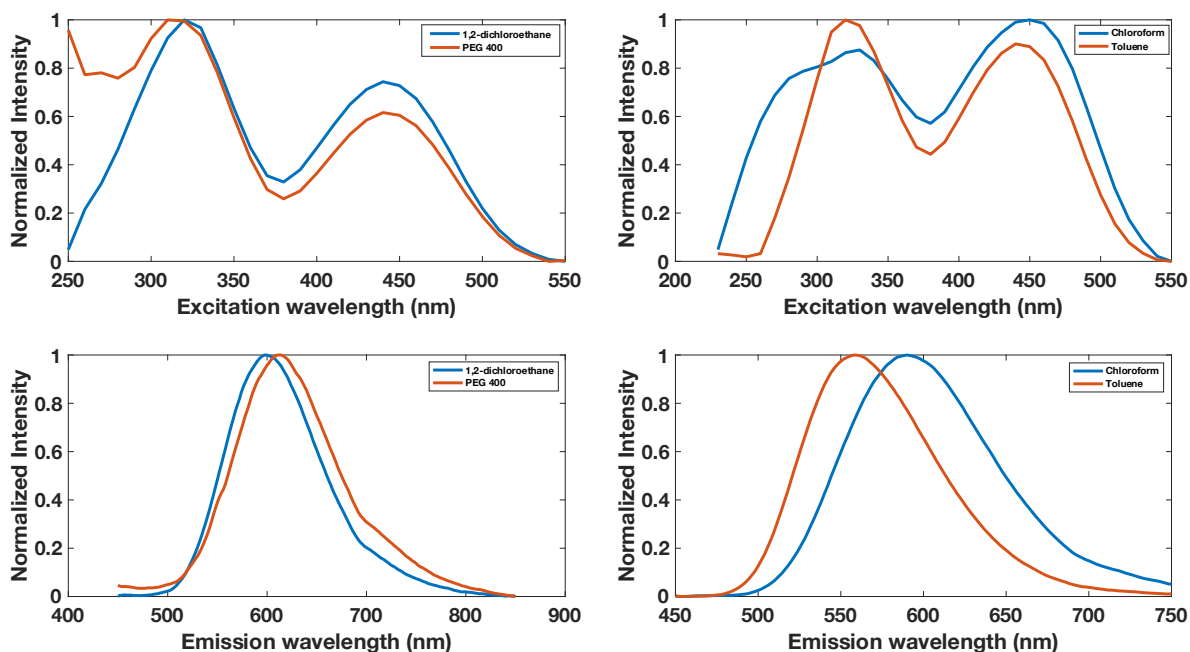 1
0.8
0.6
0.4
0.2
0
Normalized Intensity
250 300 350 400 450 500 550
Excitation wavelength (nm)
1,2-dichloroethane
PEG 400
1
0.8
0.6
0.4
0.2
0
Normalized Intensity
200 250 300 350 400 450 500 550
Excitation wavelength (nm)
Chloroform
Toluene
1
0.8
0.6
0.4
0.2
0
Normalized Intensity
400 500 600 700 800 900
Emission wavelength (nm)
1,2-dichloroethane
PEG 400
1
0.8
0.6
0.4
0.2
0
Normalized Intensity
450 500 550 600 650 700 750
Emission wavelength (nm)
Chloroform
Toluene